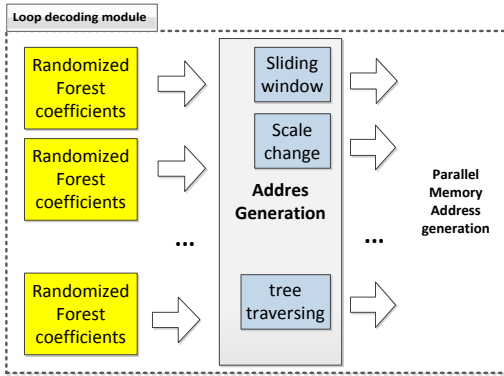 Loop decoding module
Randomized
Forest
coefficients
Sliding
window
Randomized
Forest
coefficients
Scale
change
Addres
Generation
Parallel
Memory
Address
generation
...
...
Randomized
Forest
coefficients
tree
traversing